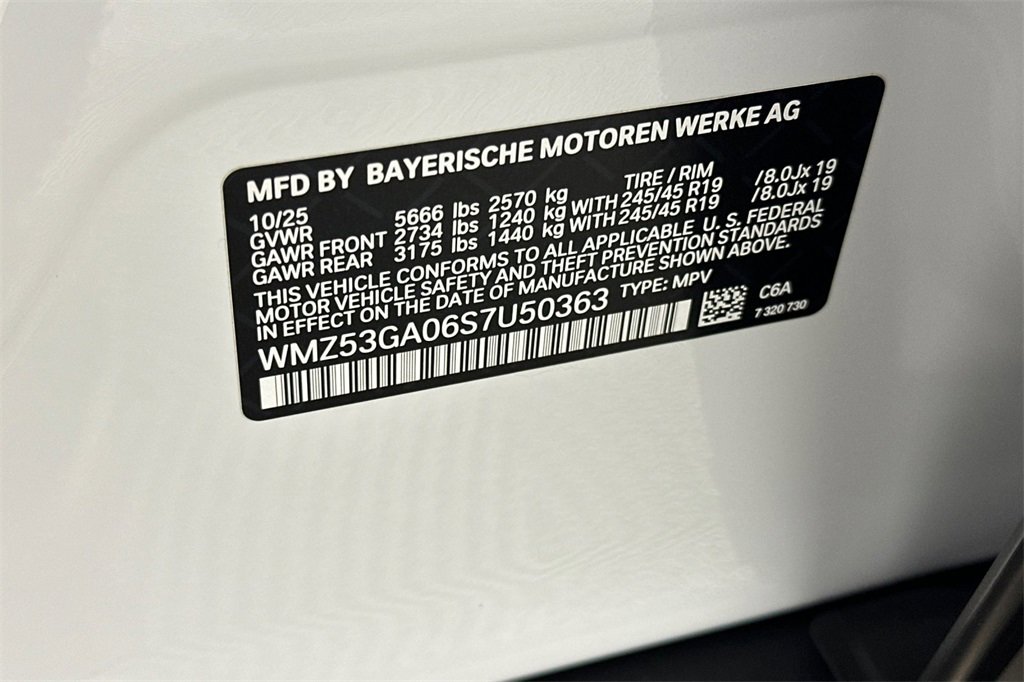 MFD BY BAYERISCHE MOTOREN WERKE AG
10/25 TIRE / RIM
GVWR 5666 lbs 2570 kg
GAWR FRONT 2734 lbs 1240 kg WITH 245/45 R19 /8.0Jx 19
GAWR REAR 3175 lbs 1440 kg WITH 245/45 R19 /8.0Jx 19
THIS VEHICLE CONFORMS TO ALL APPLICABLE U. S. FEDERAL
MOTOR VEHICLE SAFETY AND THEFT PREVENTION STANDARDS
IN EFFECT ON THE DATE OF MANUFACTURE SHOWN ABOVE.
WMZ53GA06S7U50363 TYPE: MPV
C6A
7 320 730